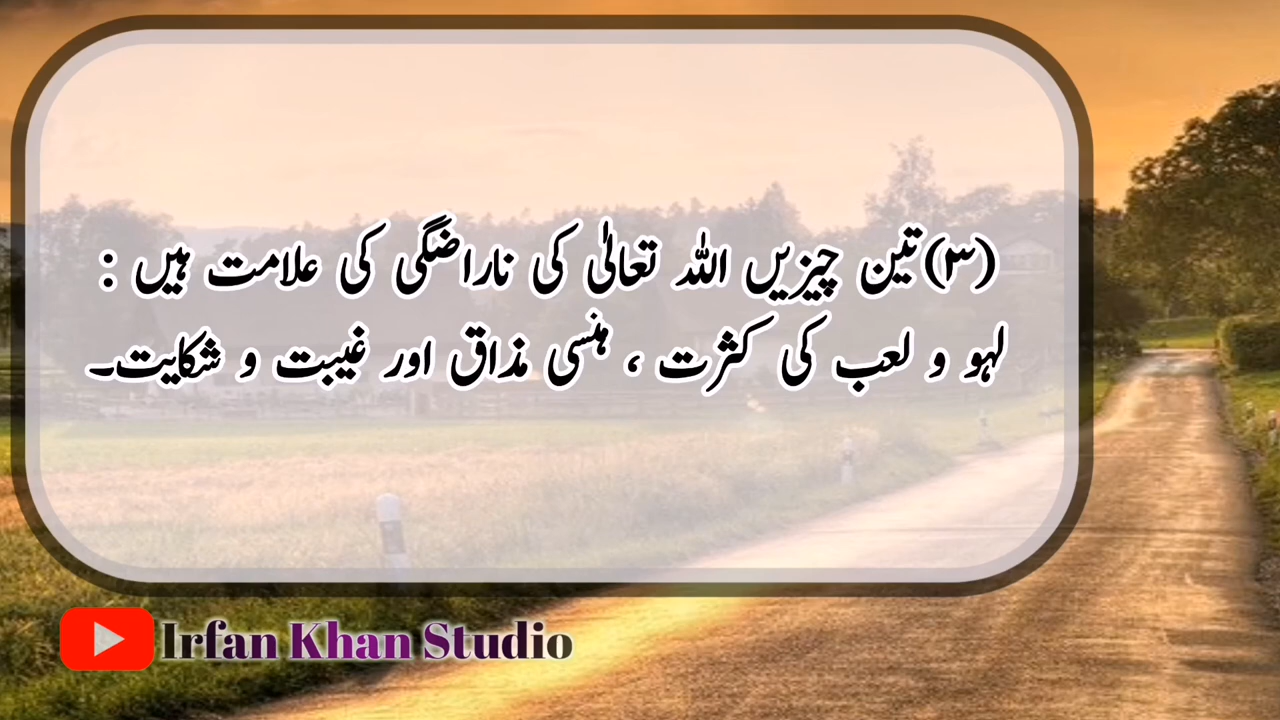 (۳) تین چیزیں اللہ تعالٰی کی ناراضگی کی علامت ہیں :
لہو و لعب کی کثرت ، ہنسی مذاق اور غیبت و شکایت۔
Irfan Khan Studio